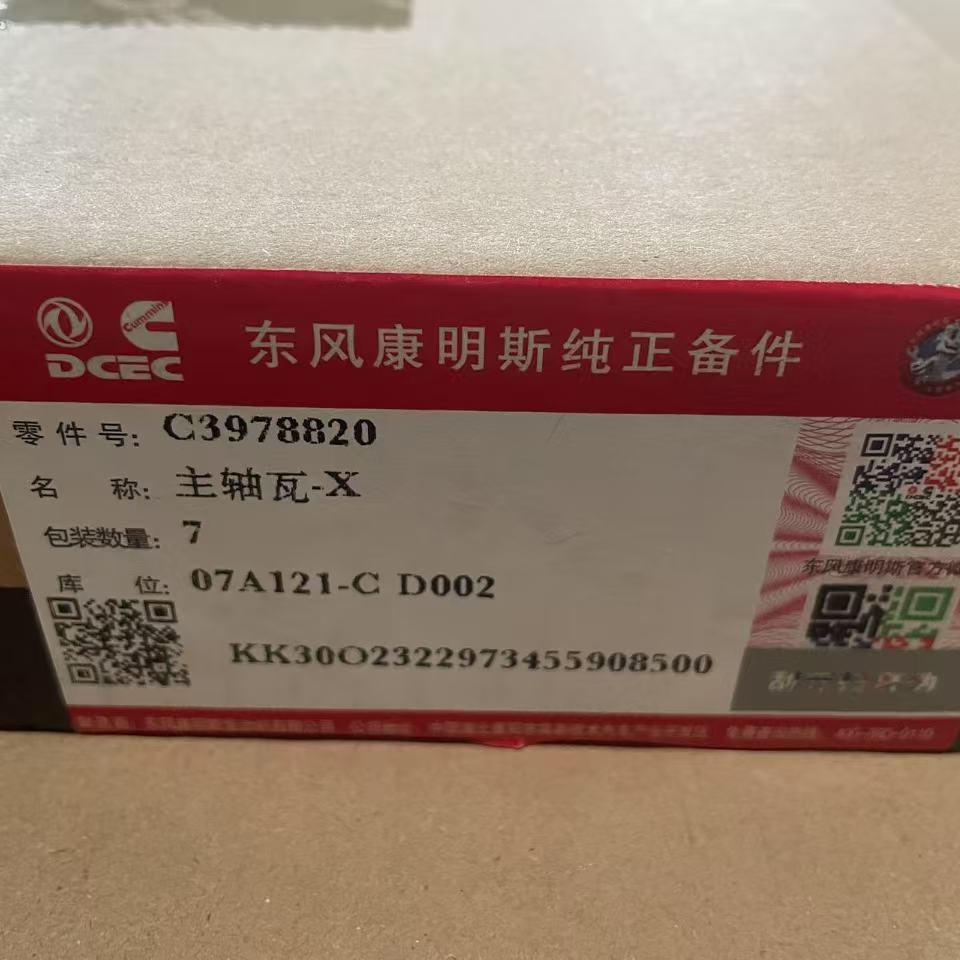 Cummins
DCEC
东风康明斯纯正备件
零件号: C3978820
名 称: 主轴瓦-X
包装数量: 7
库 位: 07A121-C D002
KK30O2322973455908500
东风康明斯官方